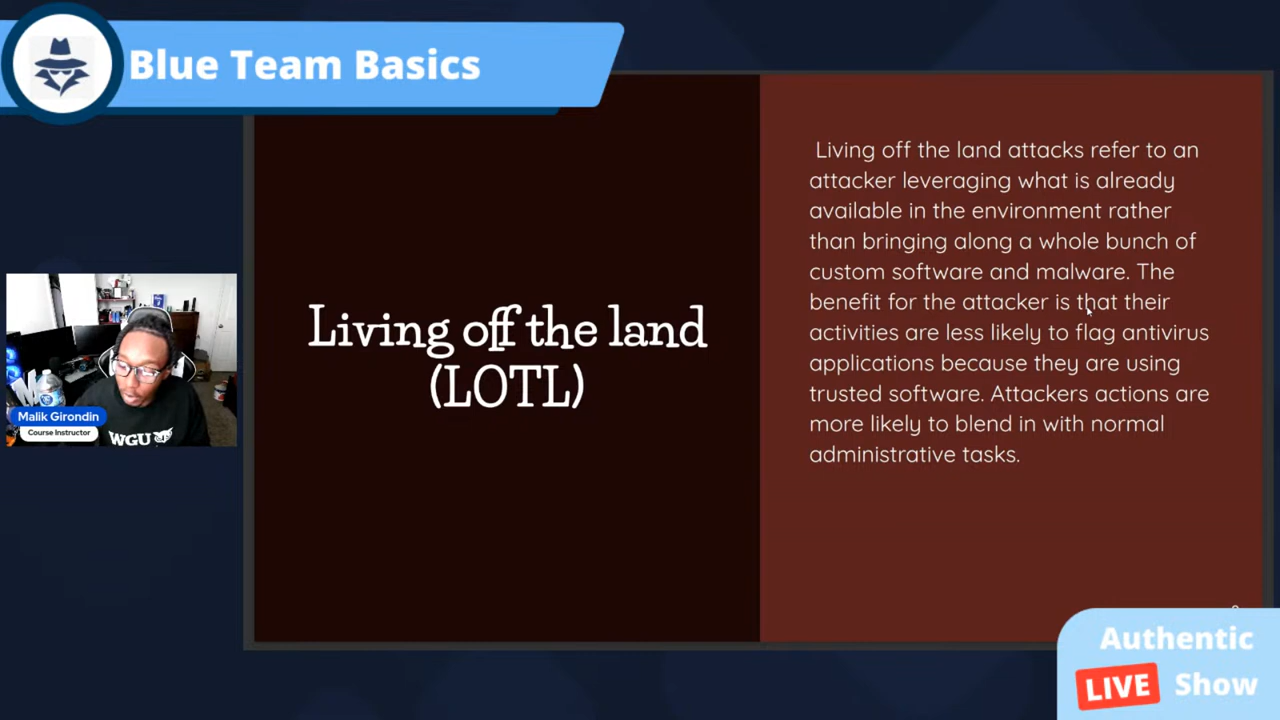 Blue Team Basics
Living off the land
(LOTL)
Living off the land attacks refer to an
attacker leveraging what is already
available in the environment rather
than bringing along a whole bunch of
custom software and malware. The
benefit for the attacker is that their
activities are less likely to flag antivirus
applications because they are using
trusted software. Attackers actions are
more likely to blend in with normal
administrative tasks.
Malik Girondin
Course Instructor
WGU
Authentic
LIVE Show